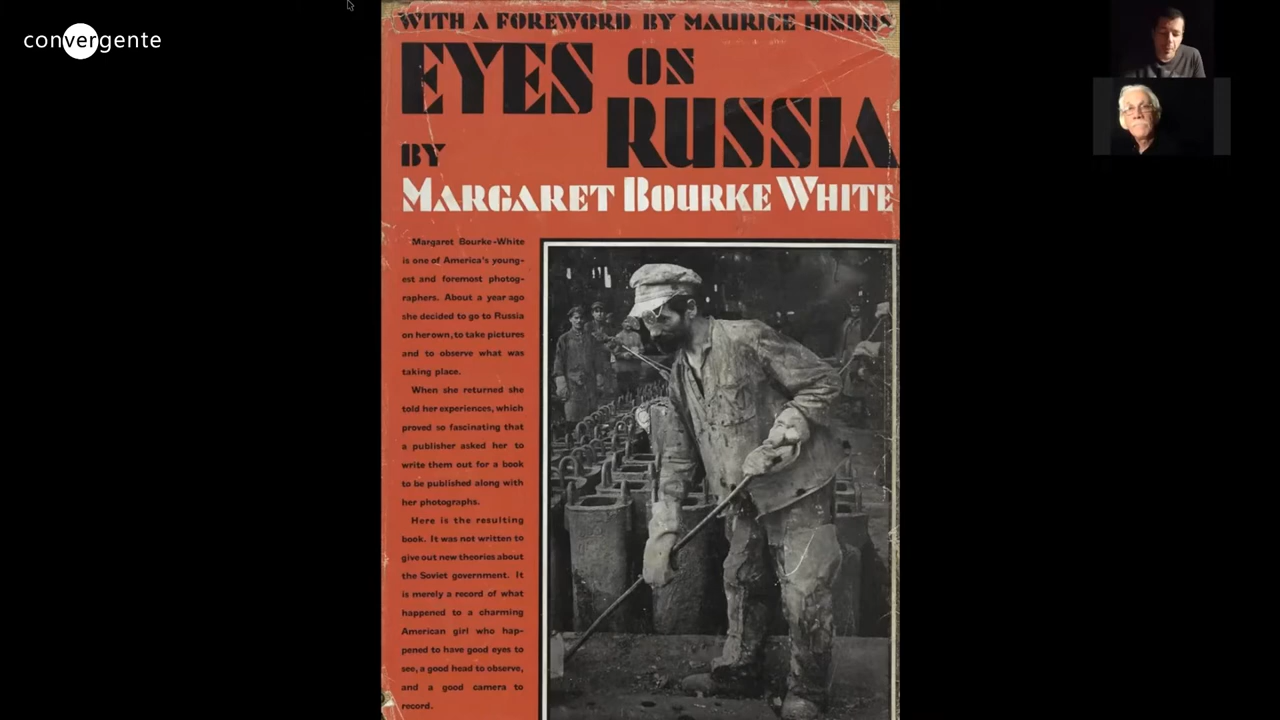 convergente
WITH A FOREWORD BY MAURICE HINDUS
EYES ON
RUSSIA
BY
MARGARET BOURKE WHITE
Margaret Bourke-White
is one of America's young-
est and foremost photog-
raphers. About a year ago
she decided to go to Russia
on her own, to take pictures
and to observe what was
taking place.
When she returned she
told her experiences, which
proved so fascinating that
a publisher asked her to
write them out for a book
to be published along with
her photographs.
Here is the resulting
book. It was not written to
give out new theories about
the Soviet government. It
is merely a record of what
happened to a charming
American girl who hap-
pened to have good eyes to
see, a good head to observe,
and a good camera to
record.